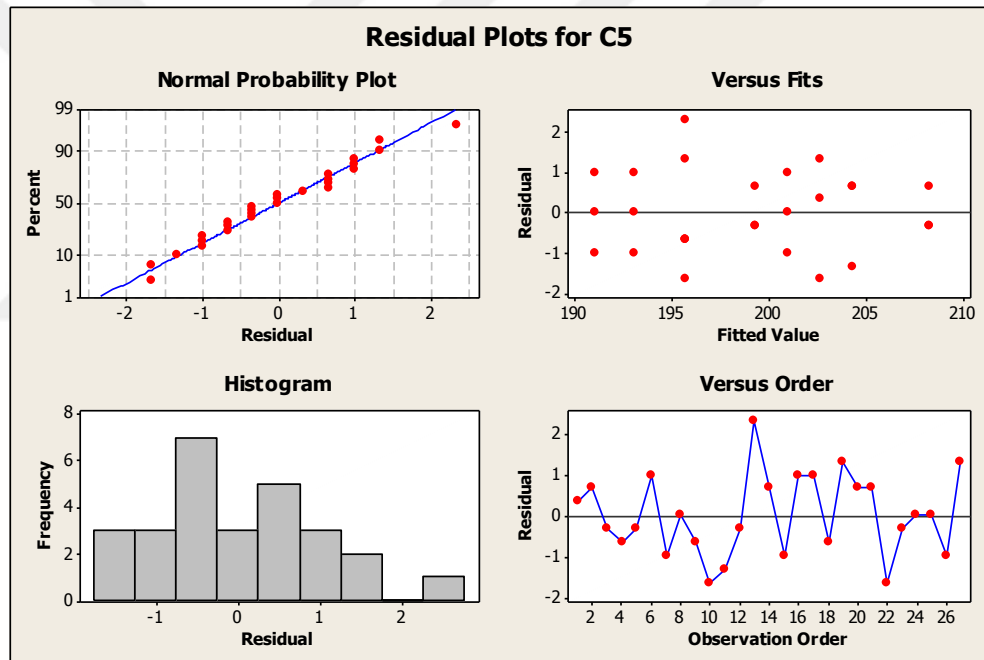 Residual Plots for C5
Normal Probability Plot
Percent
99
90
50
10
1
-2 -1 0 1 2
Residual
Versus Fits
Residual
2
1
0
-1
-2
190 195 200 205 210
Fitted Value
Histogram
Frequency
8
6
4
2
0
-1 0 1 2
Residual
Versus Order
Residual
2
1
0
-1
-2
2 4 6 8 10 12 14 16 18 20 22 24 26
Observation Order